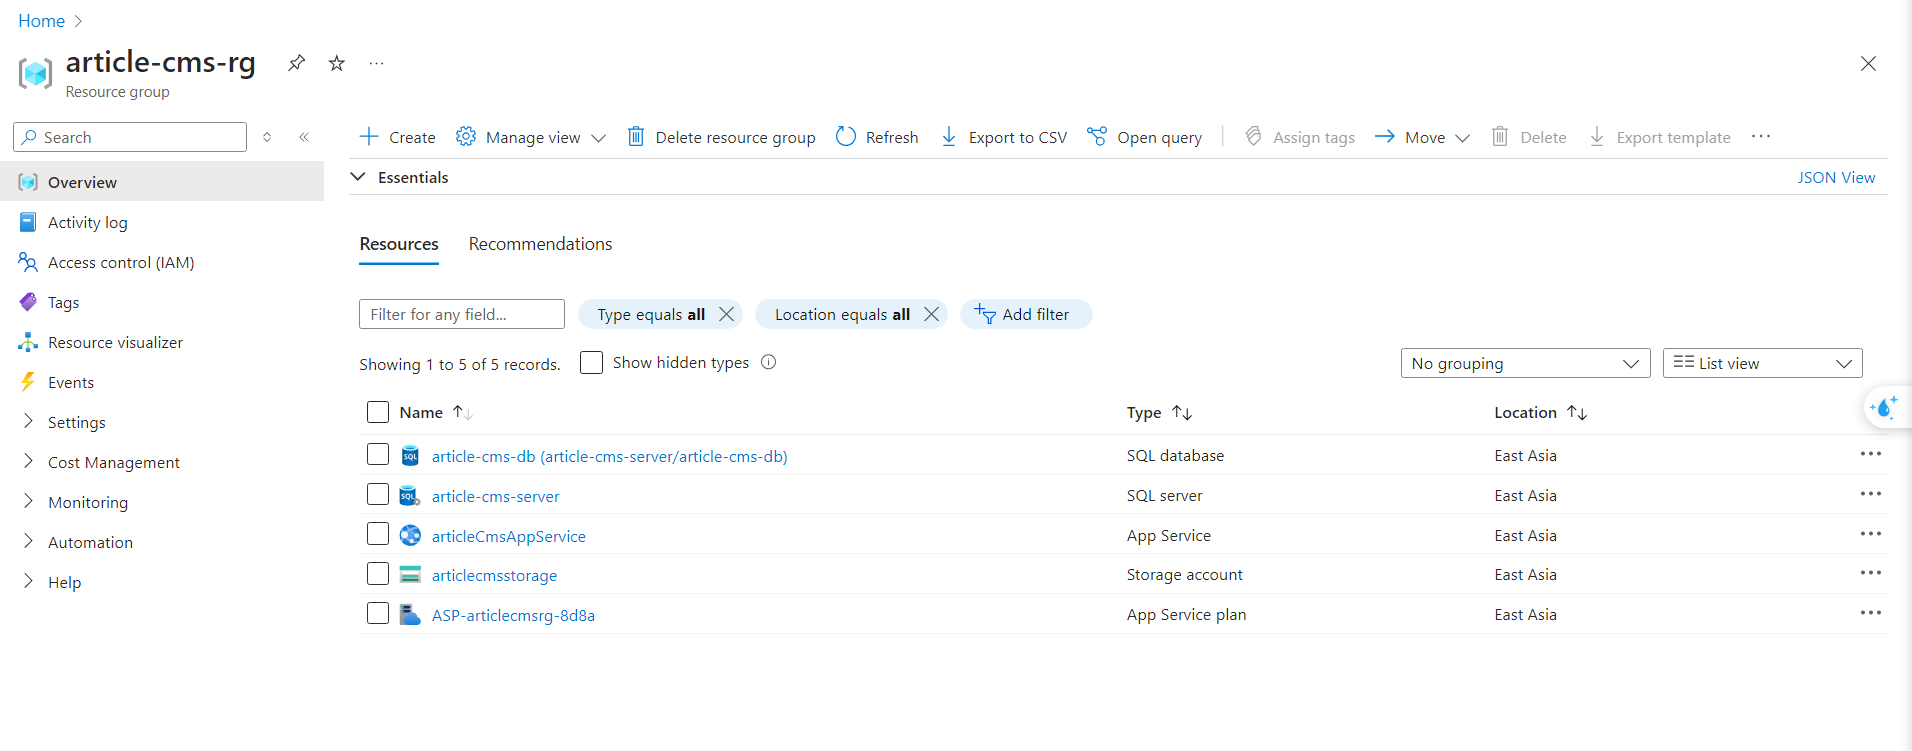 Home
article-cms-rg
Resource group
Search
Create Manage view Delete resource group Refresh Export to CSV Open query Assign tags Move Delete Export template
Overview
Essentials JSON View
Activity log
Resources Recommendations
Access control (IAM)
Tags
Filter for any field... Type equals all Location equals all Add filter
Resource visualizer
Showing 1 to 5 of 5 records. Show hidden types No grouping List view
Events
Settings
Name Type Location
article-cms-db (article-cms-server/article-cms-db) SQL database East Asia
Cost Management
article-cms-server SQL server East Asia
Monitoring
articleCmsAppService App Service East Asia
Automation
articlecmsstorage Storage account East Asia
Help
ASP-articlecmsrg-8d8a App Service plan East Asia